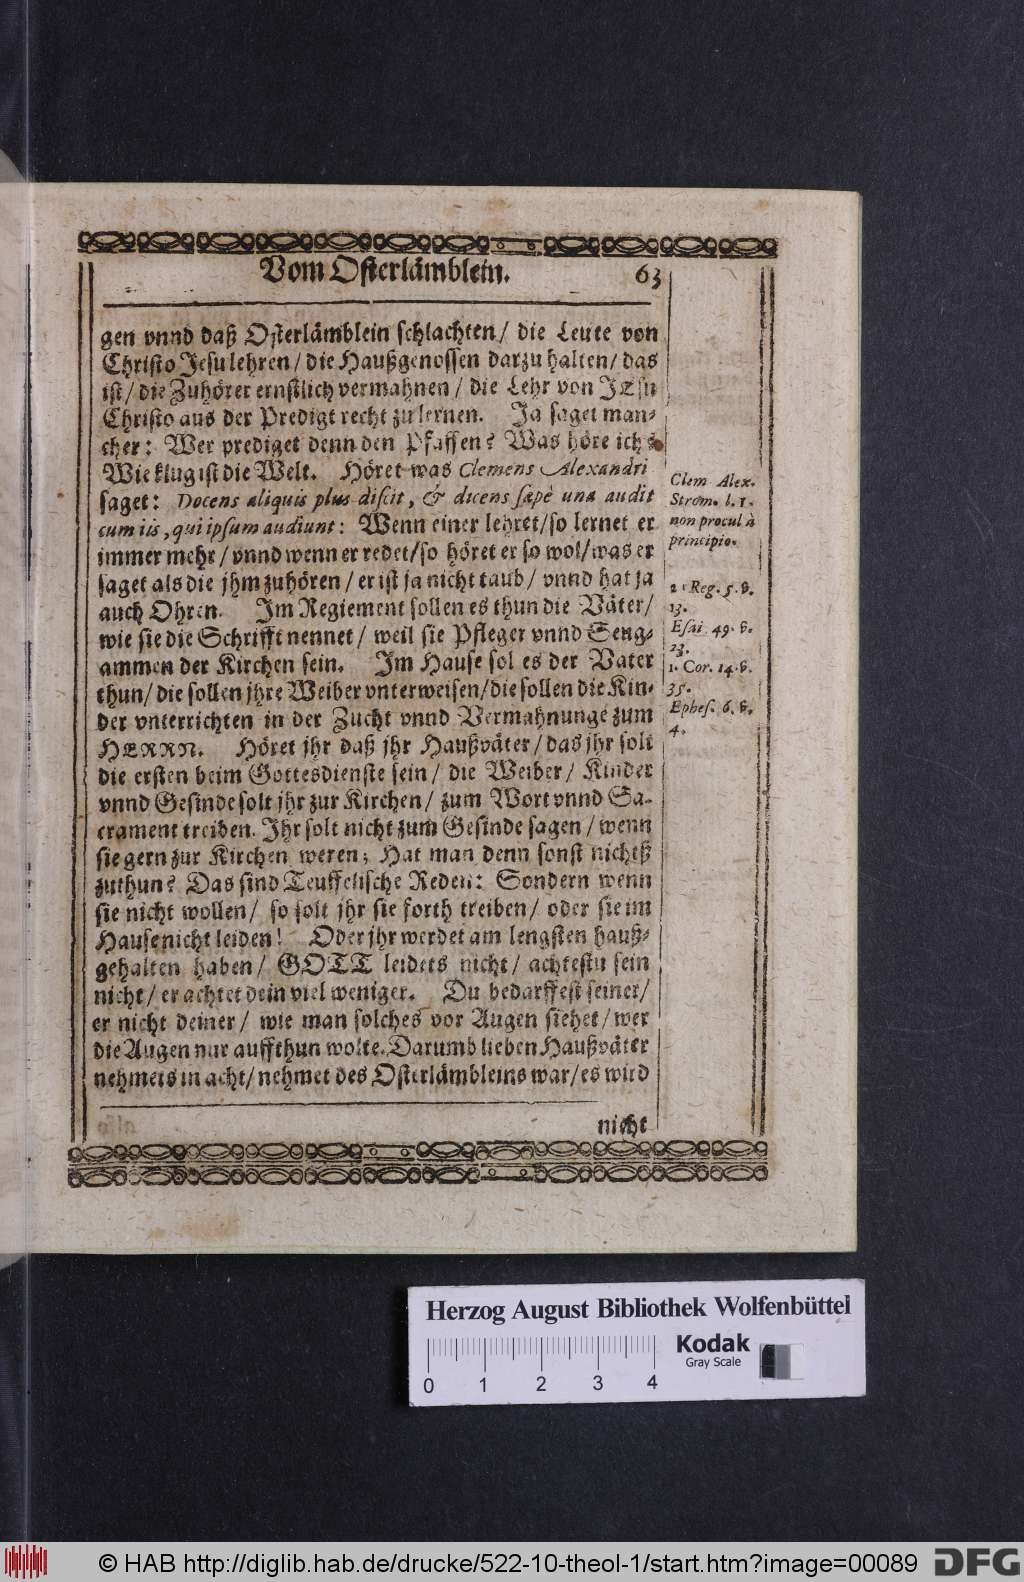 Vom Osterlämblein. 63
gen vnnd daß Osterlämblein schlachten/ die Leute von
Christo Jesu lehren/ die Haußgenossen darzu halten/ das
ist/ die Zuhörer ernstlich vermahnen/ die Lehr von JEsu
Christo aus der Predigt recht zu lernen. Ja saget man-
cher: Wer prediget denn den Pfaffen? Was höre ich?
Wie klug ist die Welt. Höret was Clemens Alexandri
saget: Docens aliquis plus discit, & dicens sæpè una audit
cum iis, qui ipsum audiunt: Wenn einer lehret/ so lernet er
immer mehr/ vnnd wenn er redet/ so höret er so wol/ was er
saget als die jhm zuhören/ er ist ja nicht taub/ vnnd hat ja
auch Ohren. Im Regiement sollen es thun die Väter/
wie sie die Schrifft nennet/ weil sie Pfleger vnnd Seug-
ammen der Kirchen sein. Im Hause sol es der Vater
thun/ die sollen jhre Weiber vnterweisen/ die sollen die Kin-
der vnterrichten in der Zucht vnnd Vermahnunge zum
HERRN. Höret jhr daß jhr Haußväter/ das jhr solt
die ersten beim Gottesdienste sein/ die Weiber/ Kinder
vnnd Gesinde solt jhr zur Kirchen/ zum Wort vnnd Sa-
crament treiben. Ihr solt nicht zum Gesinde sagen/ wenn
sie gern zur Kirchen weren; Hat man denn sonst nichtß
zuthun? Das sind Teuffelische Reden: Sondern wenn
sie nicht wollen/ so solt jhr sie forth treiben/ oder sie im
Hause nicht leiden! Oder jhr werdet am lengsten hauß-
gehalten haben/ GOTT leidets nicht/ achtestu sein
nicht/ er achtet dein viel weniger. Du bedarffest seiner/
er nicht deiner/ wie man solches vor Augen siehet/ wer
die Augen nur auffthun wolte. Darumb lieben Haußväter
nehmets in acht/ nehmet des Osterlämbleins war/ es wird
nicht
Clem Alex.
Strom. l. 1.
non procul à
principio.
2. Reg. 5. v.
13.
Esai 49. v.
23.
1. Cor. 14. v.
35.
Ephes. 6. v.
4.
Herzog August Bibliothek Wolfenbüttel
Kodak
Gray Scale
0 1 2 3 4
© HAB http://diglib.hab.de/drucke/522-10-theol-1/start.htm?image=00089
DFG